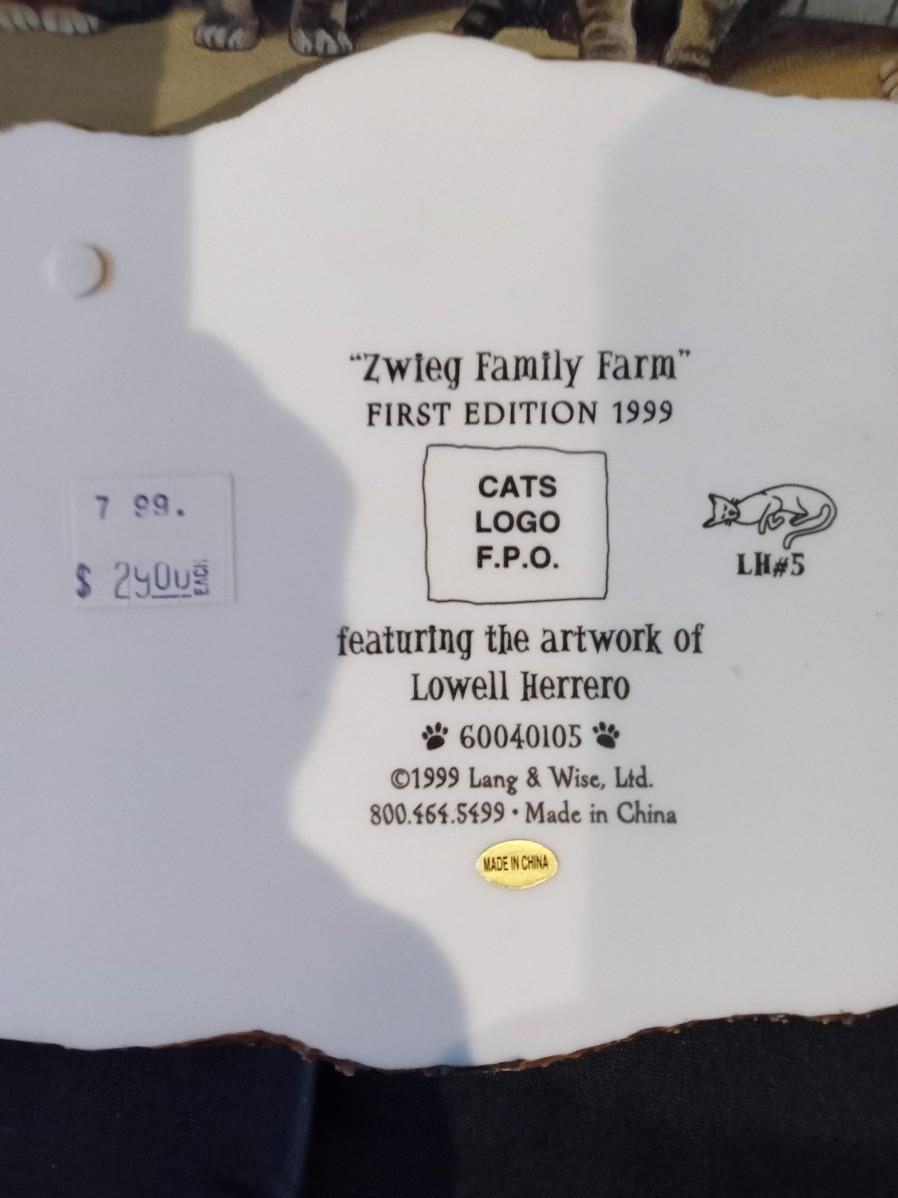 "Zwieg Family Farm"
FIRST EDITION 1999
CATS
LOGO
F.P.O.
LH#5
7 99.
$ EACH
featuring the artwork of
Lowell Herrero
60040105
©1999 Lang & Wise, Ltd.
800.464.5499 · Made in China
MADE IN CHINA